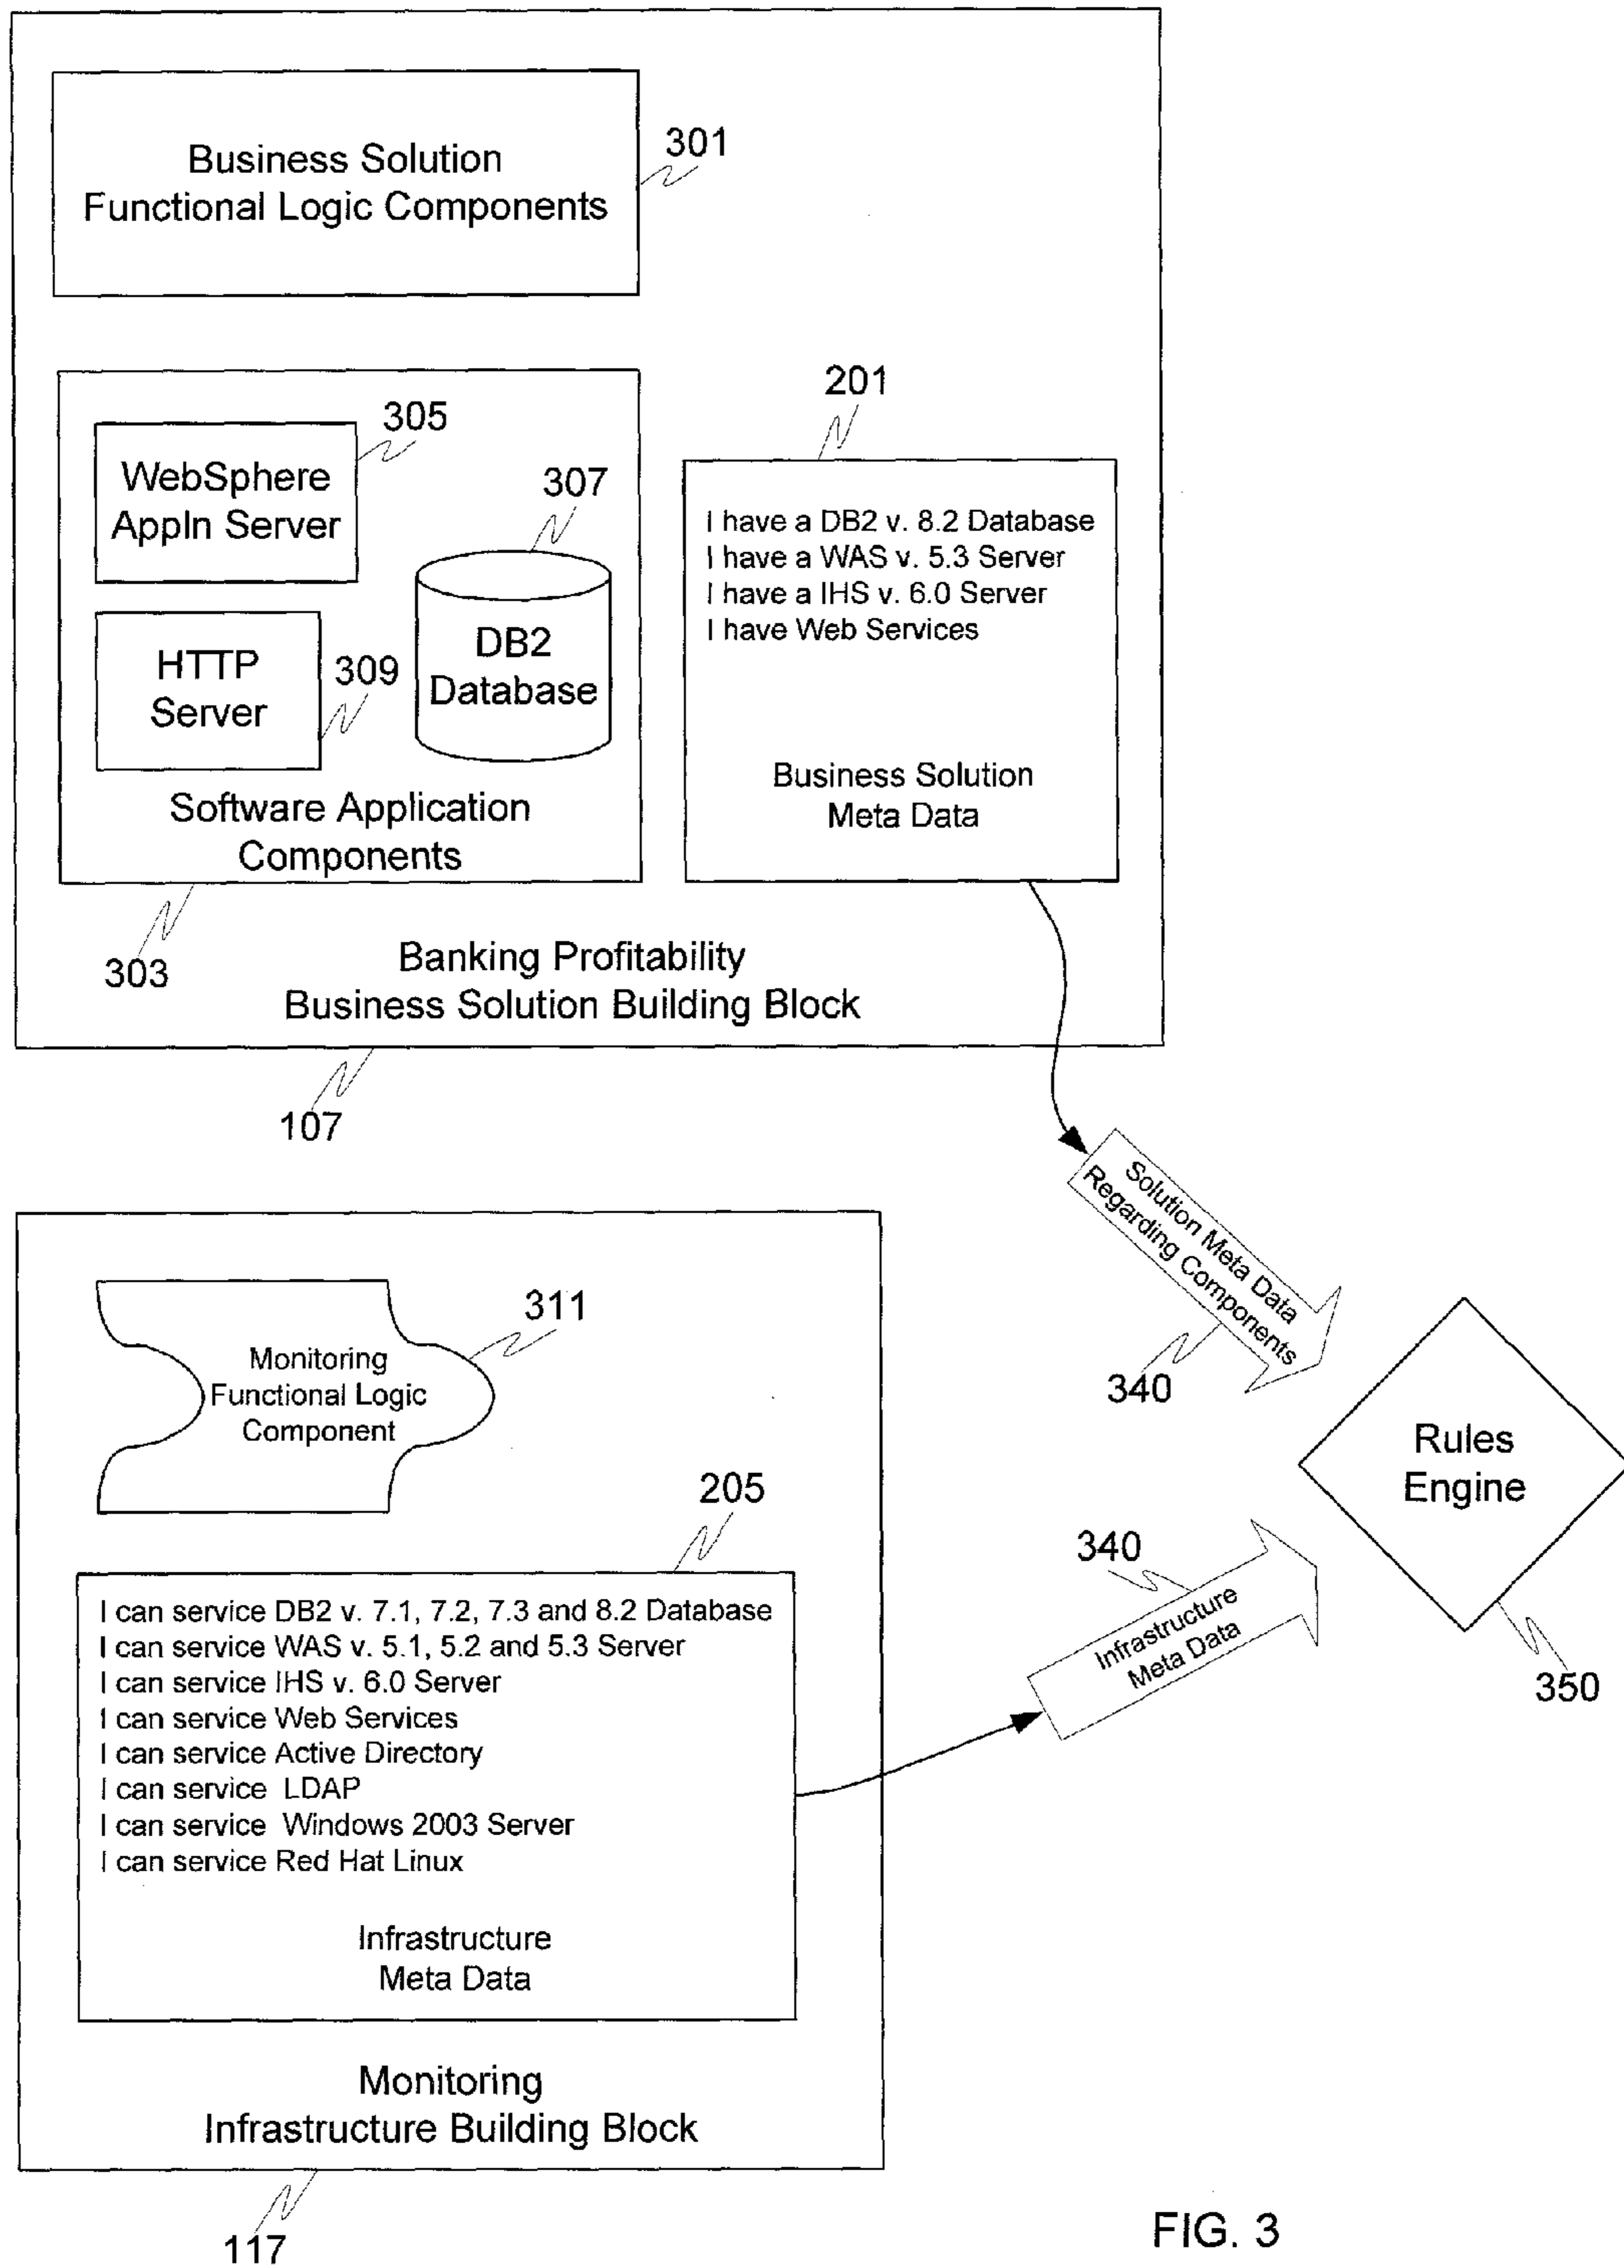 Business Solution
Functional Logic Components
301
305
WebSphere
Appln Server
307
HTTP
Server
309
DB2
Database
Software Application
Components
303
201
I have a DB2 v. 8.2 Database
I have a WAS v. 5.3 Server
I have a IHS v. 6.0 Server
I have Web Services
Business Solution
Meta Data
Banking Profitability
Business Solution Building Block
107
Solution Meta Data
Regarding Components
340
311
Monitoring
Functional Logic
Component
205
I can service DB2 v. 7.1, 7.2, 7.3 and 8.2 Database
I can service WAS v. 5.1, 5.2 and 5.3 Server
I can service IHS v. 6.0 Server
I can service Web Services
I can service Active Directory
I can service LDAP
I can service Windows 2003 Server
I can service Red Hat Linux
Infrastructure
Meta Data
Monitoring
Infrastructure Building Block
117
340
Infrastructure
Meta Data
Rules
Engine
350
FIG. 3